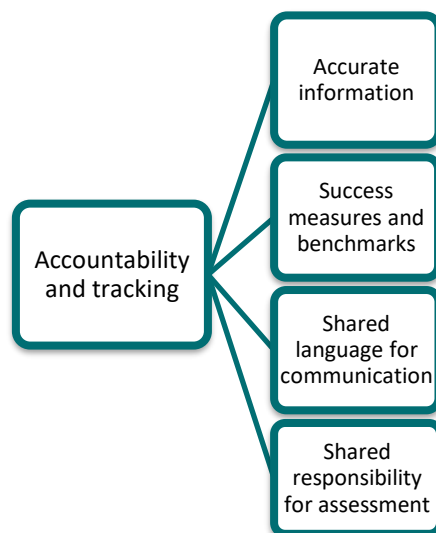 Accurate
information
Success
measures and
benchmarks
Accountability
and tracking
Shared
language for
communication
Shared
responsibility
for assessment